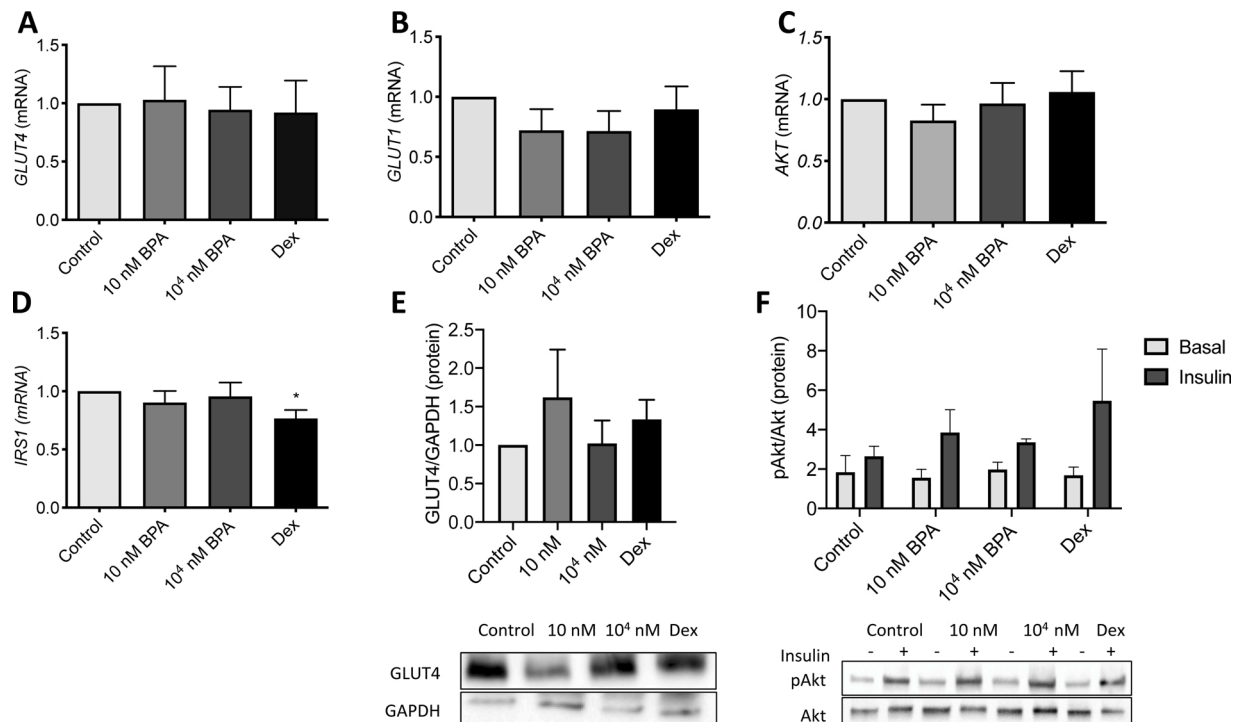 A
GLUT4 (mRNA)
1.5
1.0
0.5
0.0
Control
10 nM BPA
10⁴ nM BPA
Dex
B
GLUT1 (mRNA)
1.5
1.0
0.5
0.0
Control
10 nM BPA
10⁴ nM BPA
Dex
C
AKT (mRNA)
1.5
1.0
0.5
0.0
Control
10 nM BPA
10⁴ nM BPA
Dex
D
IRS1 (mRNA)
1.5
1.0
0.5
0.0
*
Control
10 nM BPA
10⁴ nM BPA
Dex
E
GLUT4/GAPDH (protein)
2.5
2.0
1.5
1.0
0.5
0.0
Control
10 nM
10⁴ nM
Dex
Control 10 nM 10⁴ nM Dex
GLUT4
GAPDH
F
pAkt/Akt (protein)
10
8
6
4
2
0
Control
10 nM BPA
10⁴ nM BPA
Dex
Basal
Insulin
Control 10 nM 10⁴ nM Dex
Insulin - + - + - + - +
pAkt
Akt